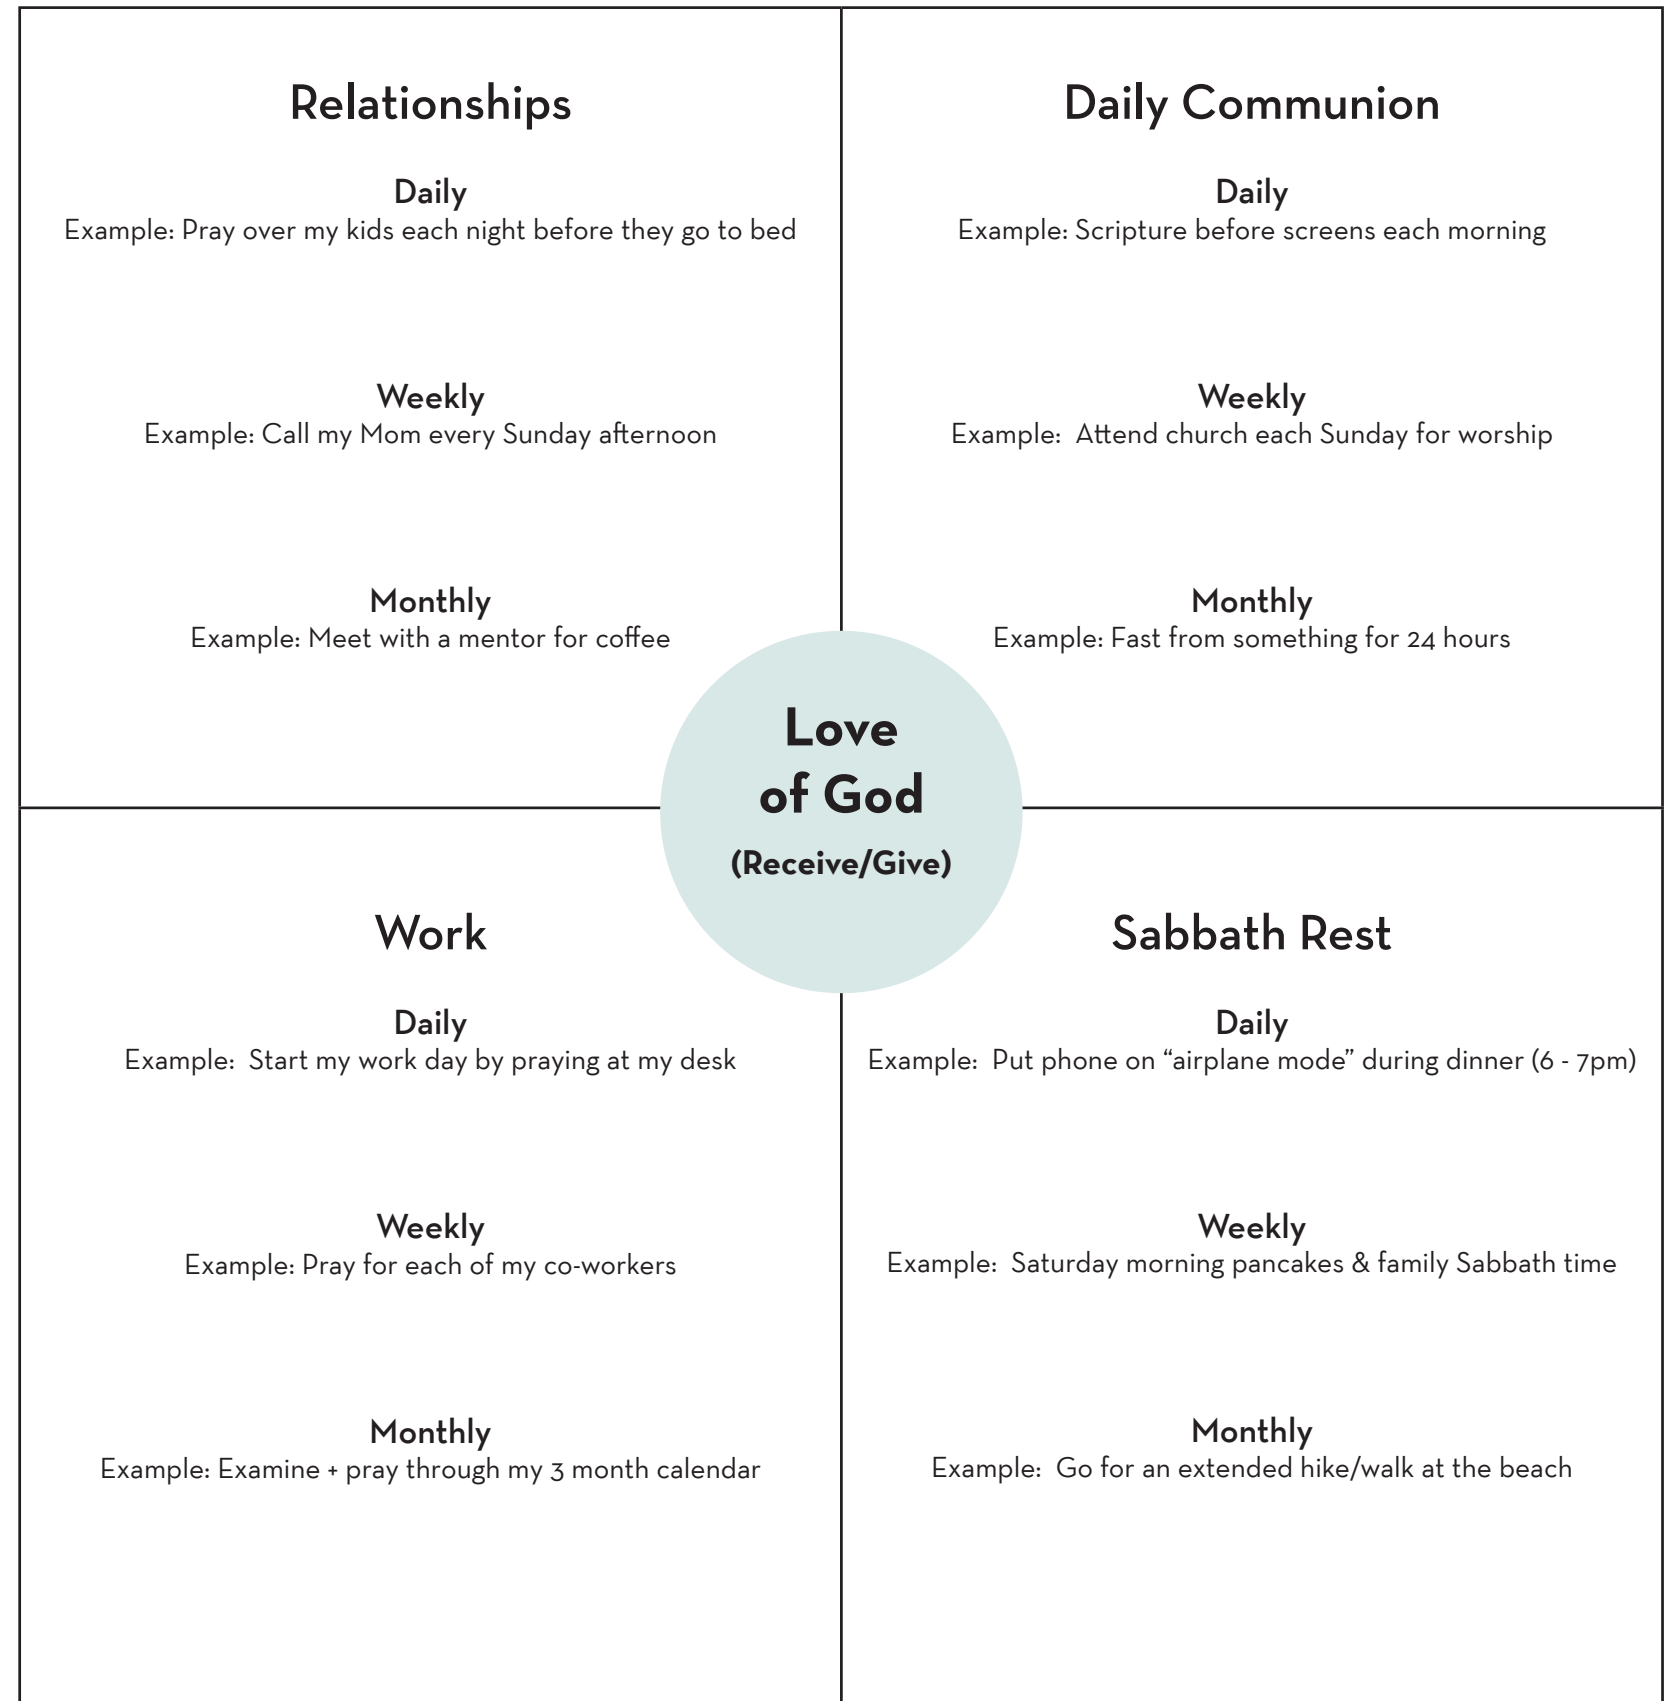 Relationships
Daily
Example: Pray over my kids each night before they go to bed
Weekly
Example: Call my Mom every Sunday afternoon
Monthly
Example: Meet with a mentor for coffee
Daily Communion
Daily
Example: Scripture before screens each morning
Weekly
Example:  Attend church each Sunday for worship
Monthly
Example: Fast from something for 24 hours
Love
of God
(Receive/Give)
Work
Daily
Example:  Start my work day by praying at my desk
Weekly
Example: Pray for each of my co-workers
Monthly
Example: Examine + pray through my 3 month calendar
Sabbath Rest
Daily
Example:  Put phone on “airplane mode” during dinner (6 - 7pm)
Weekly
Example:  Saturday morning pancakes & family Sabbath time
Monthly
Example:  Go for an extended hike/walk at the beach